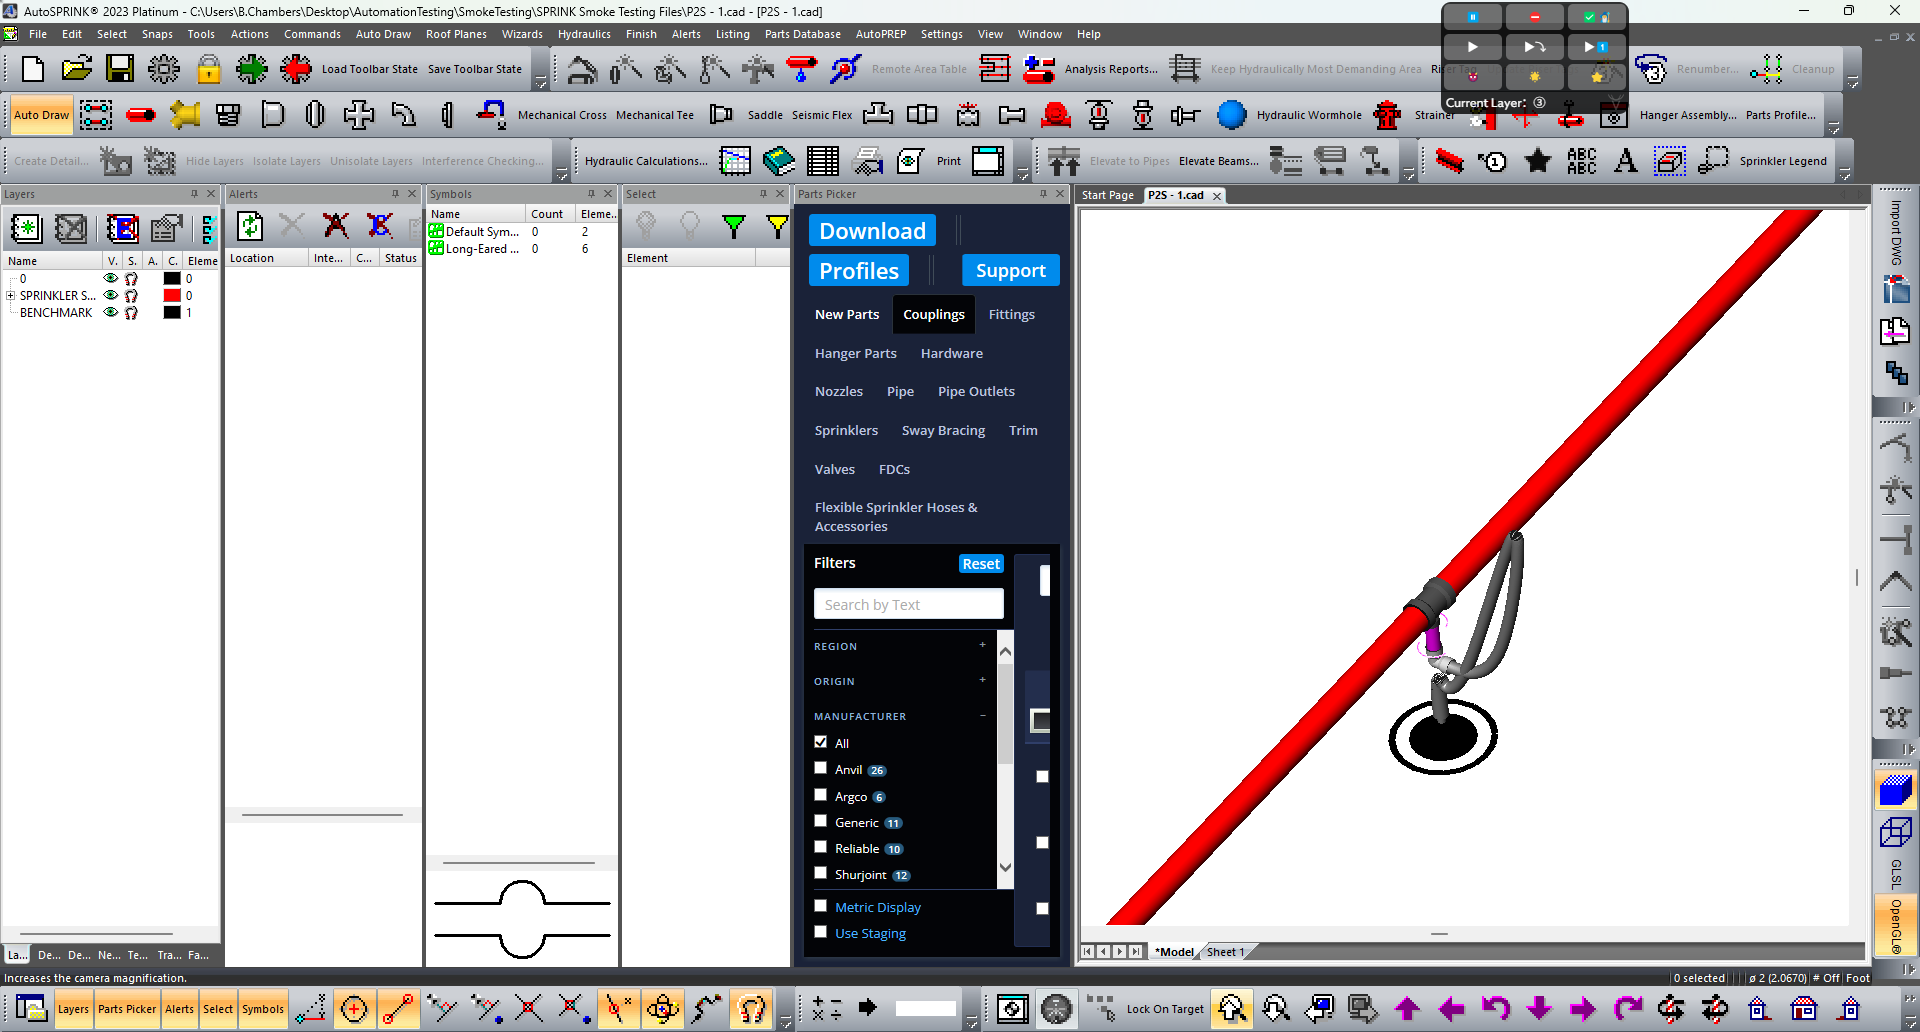 AutoSPRINK® 2023 Platinum - C:\Users\B.Chambers\Desktop\AutomationTesting\SmokeTesting\SPRINK Smoke Testing Files\P2S - 1.cad - [P2S - 1.cad]
File Edit Select Snaps Tools Actions Commands Auto Draw Roof Planes Wizards Hydraulics Finish Alerts Listing Parts Database AutoPREP Settings View Window Help
Load Toolbar State Save Toolbar State Remote Area Table Analysis Reports... Keep Hydraulically Most Demanding Area Renumber... Cleanup
Current Layer: ③
Auto Draw Mechanical Cross Mechanical Tee Saddle Seismic Flex Hydraulic Wormhole Strainer Hanger Assembly... Parts Profile...
Create Detail... Hide Layers Isolate Layers Unisolate Layers Interference Checking... Hydraulic Calculations... Print Elevate to Pipes Elevate Beams... ABC ABC A Sprinkler Legend
Layers Alerts Symbols Select Parts Picker Start Page P2S - 1.cad
Name V. S. A. C. Eleme
0 0
SPRINKLER S... 0
BENCHMARK 1
Location Inte... C... Status
Name Count Eleme..
Default Sym... 0 2
Long-Eared ... 0 6
Element
Download
Profiles Support
New Parts Couplings Fittings
Hanger Parts Hardware
Nozzles Pipe Pipe Outlets
Sprinklers Sway Bracing Trim
Valves FDCs
Flexible Sprinkler Hoses &
Accessories
Filters Reset
Search by Text
REGION +
ORIGIN +
MANUFACTURER −
All
Anvil 26
Argco 6
Generic 11
Reliable 10
Shurjoint 12
Metric Display
Use Staging
Import DWG
GLSL
OpenGL®
La... De... De... Ne... Te... Tra... Fa...
*Model Sheet 1
Increases the camera magnification.
0 selected ø 2 (2.0670) # Off Foot
Layers Parts Picker Alerts Select Symbols Lock On Target